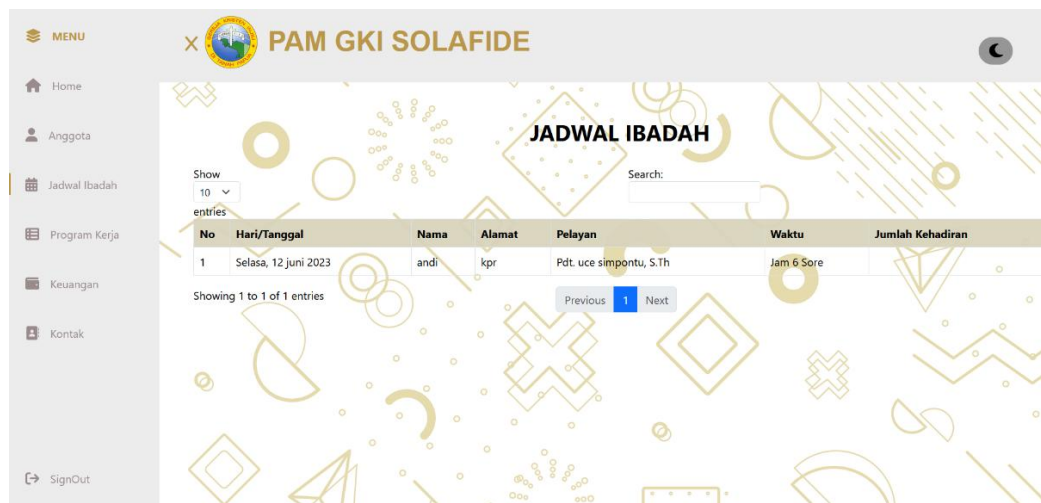 MENU
Home
Anggota
Jadwal Ibadah
Program Kerja
Keuangan
Kontak
SignOut
× PAM GKI SOLAFIDE
JADWAL IBADAH
Show
10
entries
Search:
No Hari/Tanggal Nama Alamat Pelayan Waktu Jumlah Kehadiran
1 Selasa, 12 juni 2023 andi kpr Pdt. uce simpontu, S.Th Jam 6 Sore
Showing 1 to 1 of 1 entries
Previous 1 Next